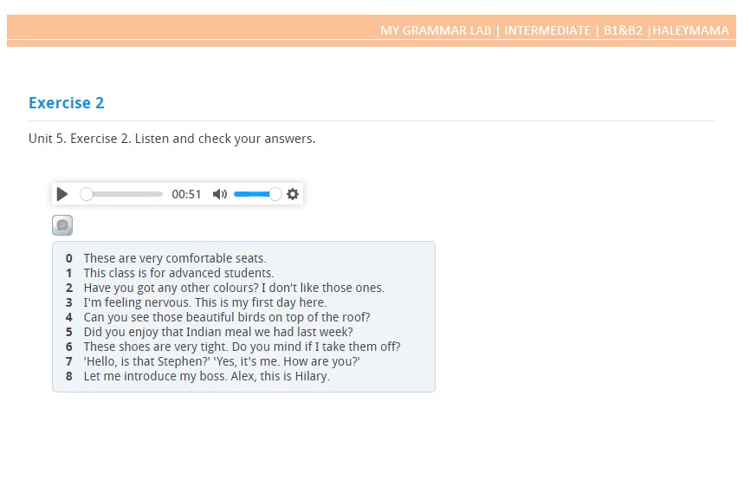 MY GRAMMAR LAB | INTERMEDIATE | B1&B2 |HALEYMAMA
Exercise 2
Unit 5. Exercise 2. Listen and check your answers.
00:51
0 These are very comfortable seats.
1 This class is for advanced students.
2 Have you got any other colours? I don't like those ones.
3 I'm feeling nervous. This is my first day here.
4 Can you see those beautiful birds on top of the roof?
5 Did you enjoy that Indian meal we had last week?
6 These shoes are very tight. Do you mind if I take them off?
7 'Hello, is that Stephen?' 'Yes, it's me. How are you?'
8 Let me introduce my boss. Alex, this is Hilary.